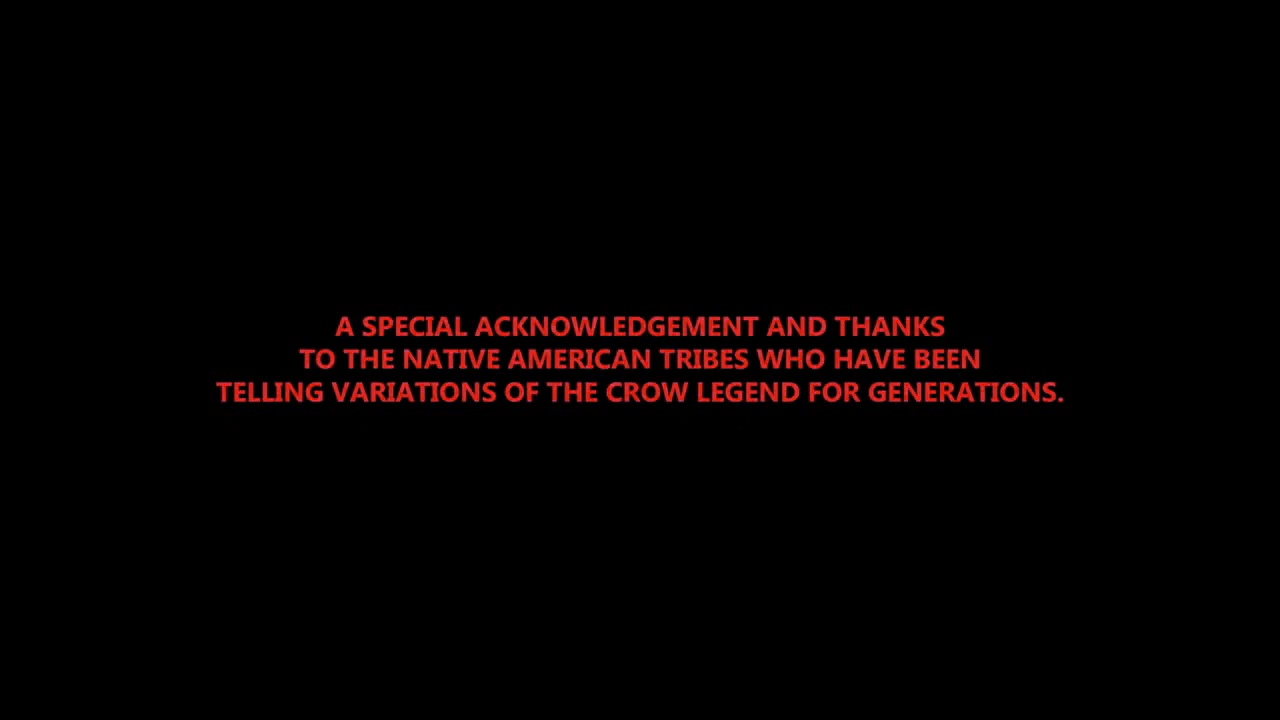 A SPECIAL ACKNOWLEDGEMENT AND THANKS
TO THE NATIVE AMERICAN TRIBES WHO HAVE BEEN
TELLING VARIATIONS OF THE CROW LEGEND FOR GENERATIONS.